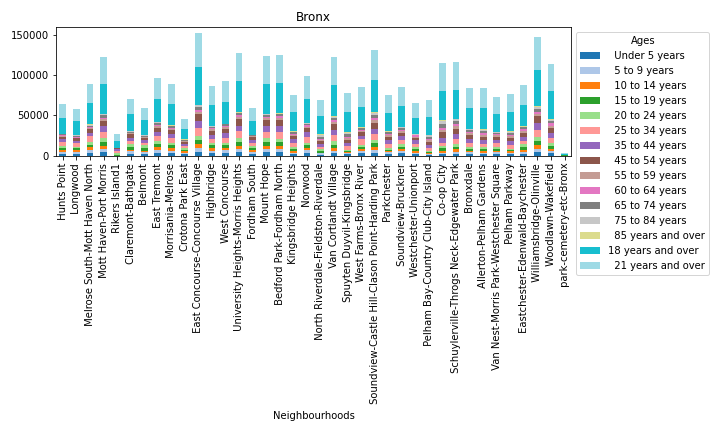 Bronx
150000
100000
50000
0
Hunts Point
Longwood
Melrose South-Mott Haven North
Mott Haven-Port Morris
Rikers Island1
Claremont-Bathgate
Belmont
East Tremont
Morrisania-Melrose
Crotona Park East
East Concourse-Concourse Village
Highbridge
West Concourse
University Heights-Morris Heights
Fordham South
Mount Hope
Bedford Park-Fordham North
Kingsbridge Heights
Norwood
North Riverdale-Fieldston-Riverdale
Van Cortlandt Village
Spuyten Duyvil-Kingsbridge
West Farms-Bronx River
Soundview-Castle Hill-Clason Point-Harding Park
Parkchester
Soundview-Bruckner
Westchester-Unionport
Pelham Bay-Country Club-City Island
Co-op City
Schuylerville-Throgs Neck-Edgewater Park
Bronxdale
Allerton-Pelham Gardens
Van Nest-Morris Park-Westchester Square
Pelham Parkway
Eastchester-Edenwald-Baychester
Williamsbridge-Olinville
Woodlawn-Wakefield
park-cemetery-etc-Bronx
Neighbourhoods
Ages
Under 5 years
5 to 9 years
10 to 14 years
15 to 19 years
20 to 24 years
25 to 34 years
35 to 44 years
45 to 54 years
55 to 59 years
60 to 64 years
65 to 74 years
75 to 84 years
85 years and over
18 years and over
21 years and over